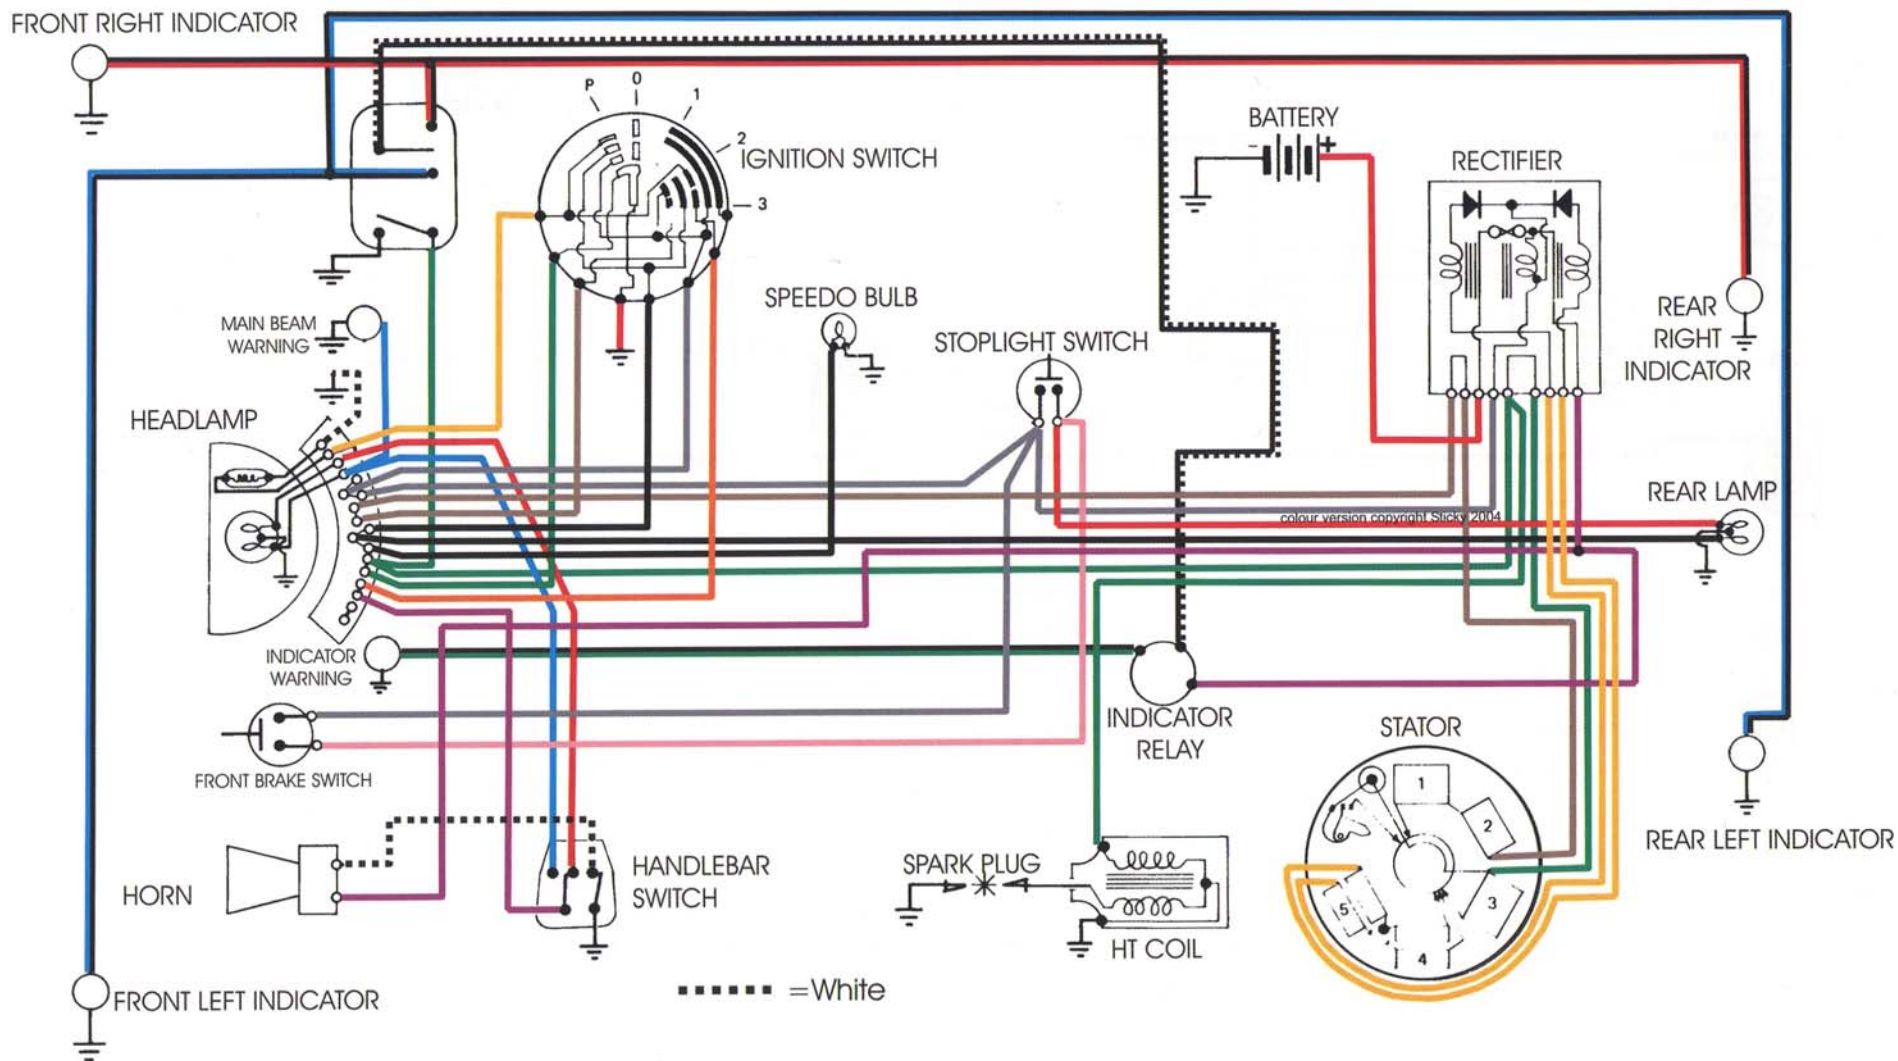 FRONT RIGHT INDICATOR
P
0
1
2
IGNITION SWITCH
3
BATTERY
-
+
RECTIFIER
MAIN BEAM
WARNING
SPEEDO BULB
STOPLIGHT SWITCH
REAR
RIGHT
INDICATOR
HEADLAMP
REAR LAMP
colour version copyright Sticky 2004
INDICATOR
WARNING
INDICATOR
RELAY
STATOR
1
2
3
4
5
FRONT BRAKE SWITCH
REAR LEFT INDICATOR
HORN
HANDLEBAR
SWITCH
SPARK PLUG
HT COIL
=White
FRONT LEFT INDICATOR